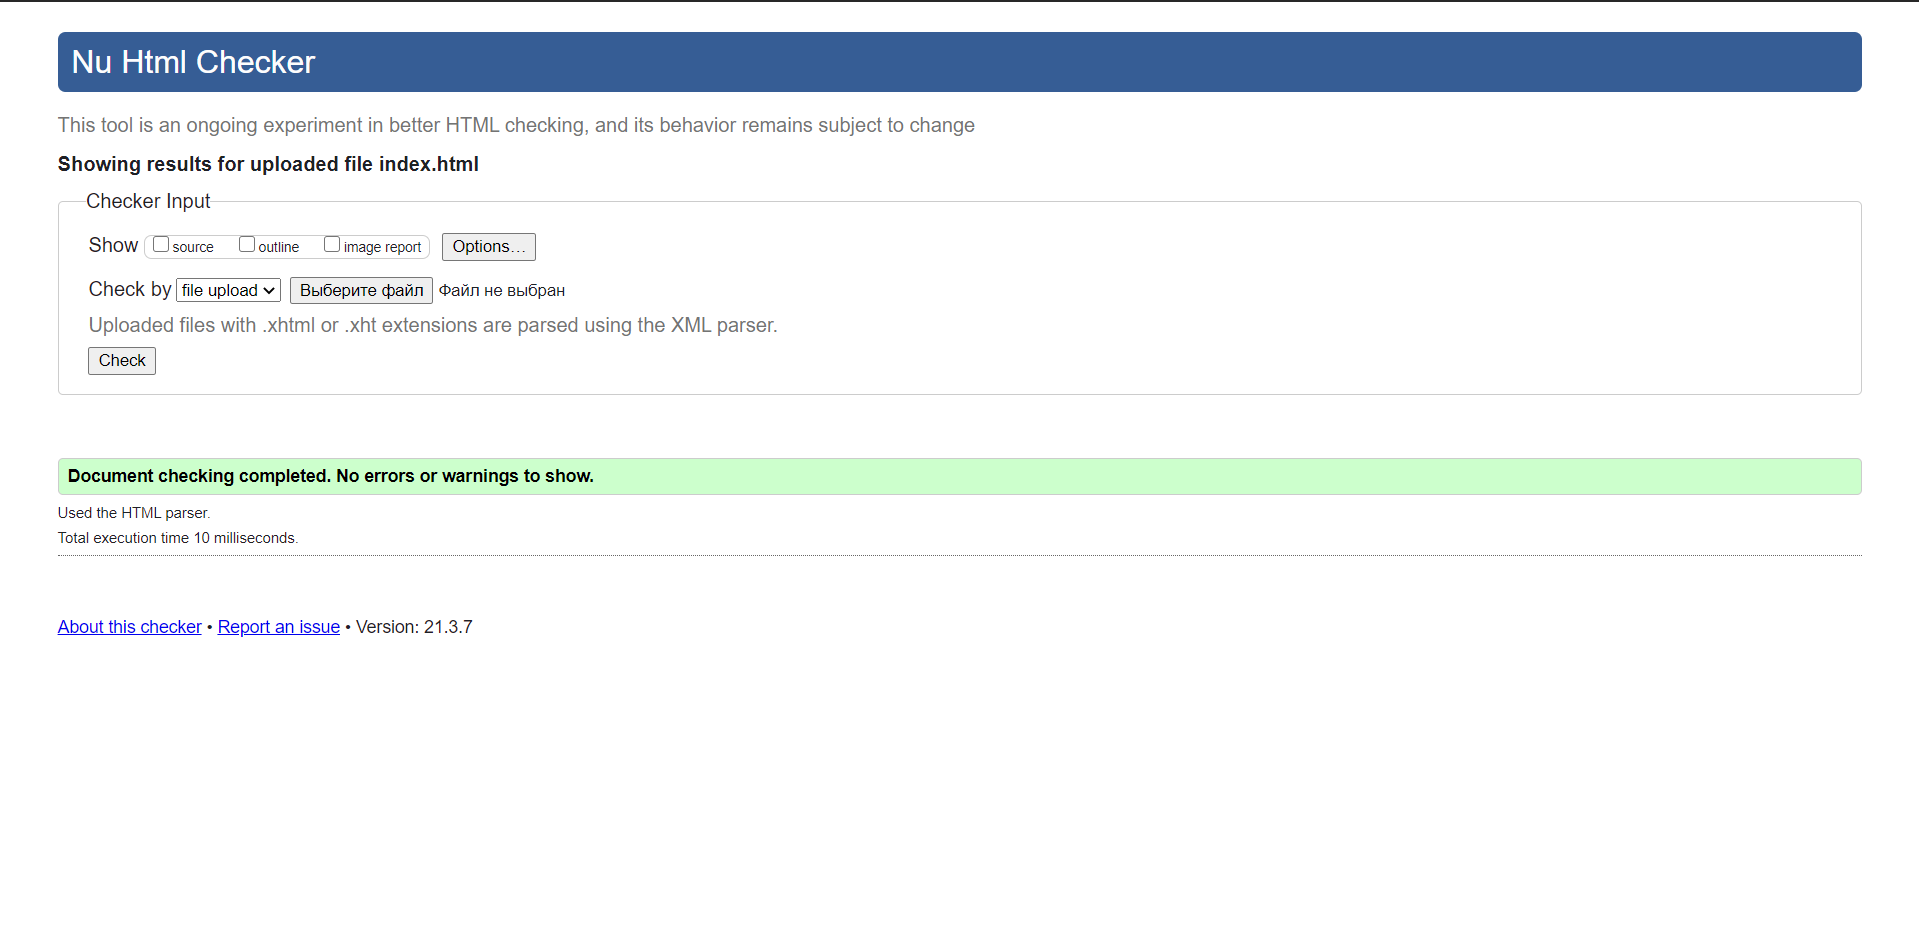 Nu Html Checker
This tool is an ongoing experiment in better HTML checking, and its behavior remains subject to change
Showing results for uploaded file index.html
Checker Input
Show source outline image report Options…
Check by file upload Выберите файл Файл не выбран
Uploaded files with .xhtml or .xht extensions are parsed using the XML parser.
Check
Document checking completed. No errors or warnings to show.
Used the HTML parser.
Total execution time 10 milliseconds.
About this checker • Report an issue • Version: 21.3.7